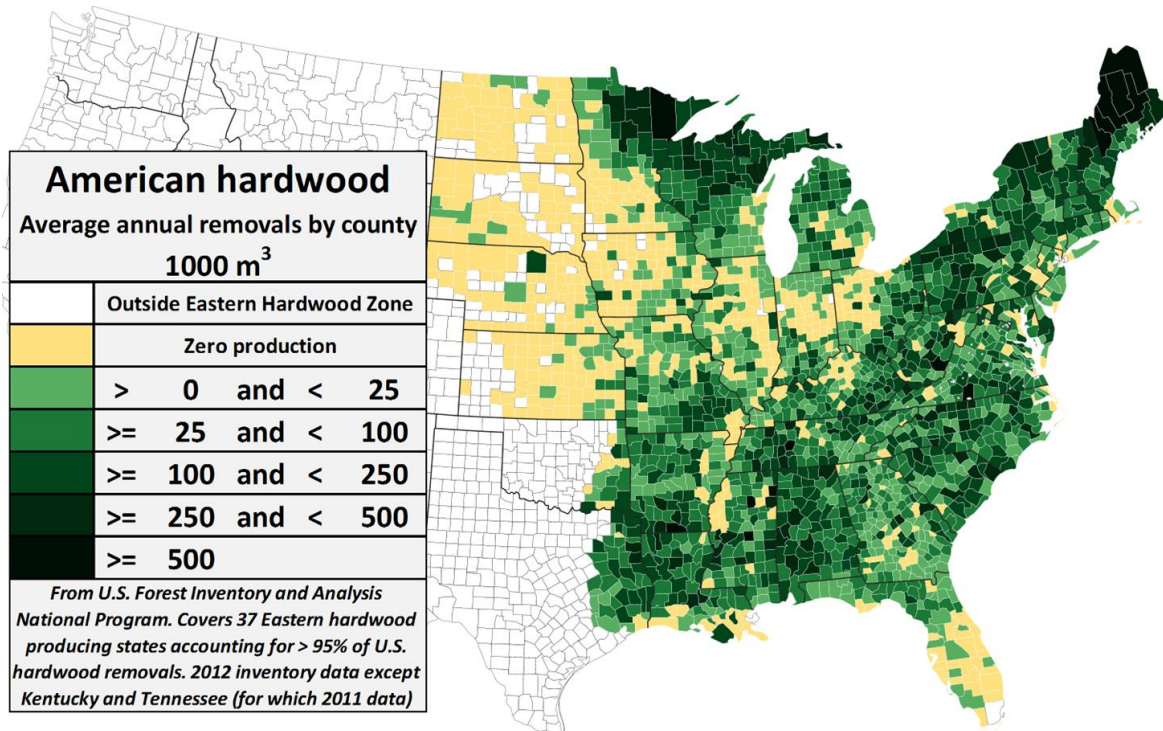 American hardwood
Average annual removals by county
1000 m³
Outside Eastern Hardwood Zone
Zero production
> 0 and < 25
>= 25 and < 100
>= 100 and < 250
>= 250 and < 500
>= 500
From U.S. Forest Inventory and Analysis
National Program. Covers 37 Eastern hardwood
producing states accounting for > 95% of U.S.
hardwood removals. 2012 inventory data except
Kentucky and Tennessee (for which 2011 data)